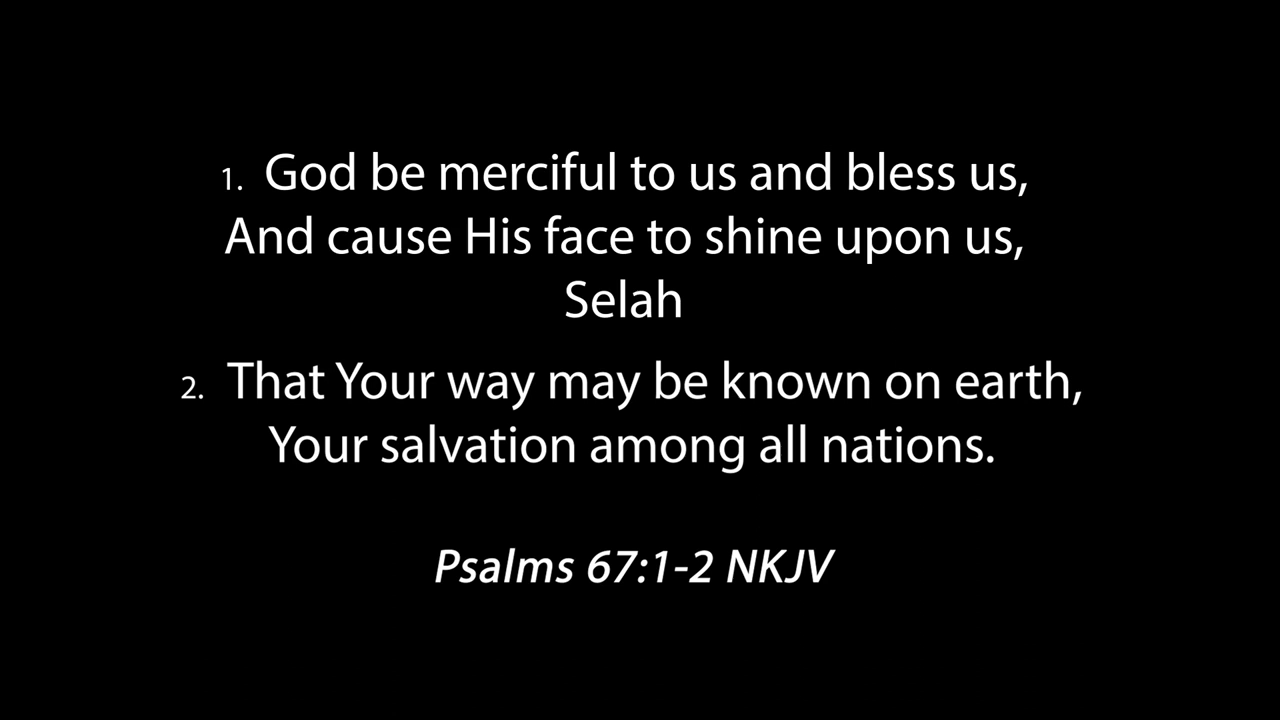 1. God be merciful to us and bless us,
And cause His face to shine upon us,
Selah
2. That Your way may be known on earth,
Your salvation among all nations.
Psalms 67:1-2 NKJV